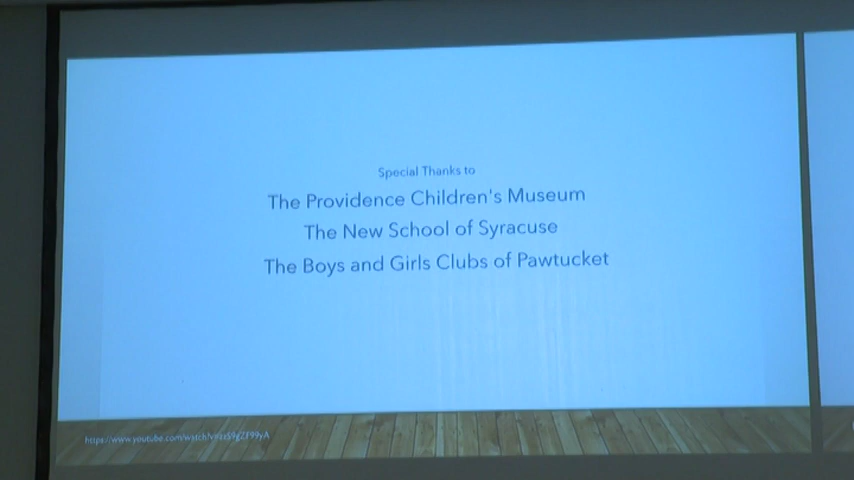 Special Thanks to
The Providence Children's Museum
The New School of Syracuse
The Boys and Girls Clubs of Pawtucket